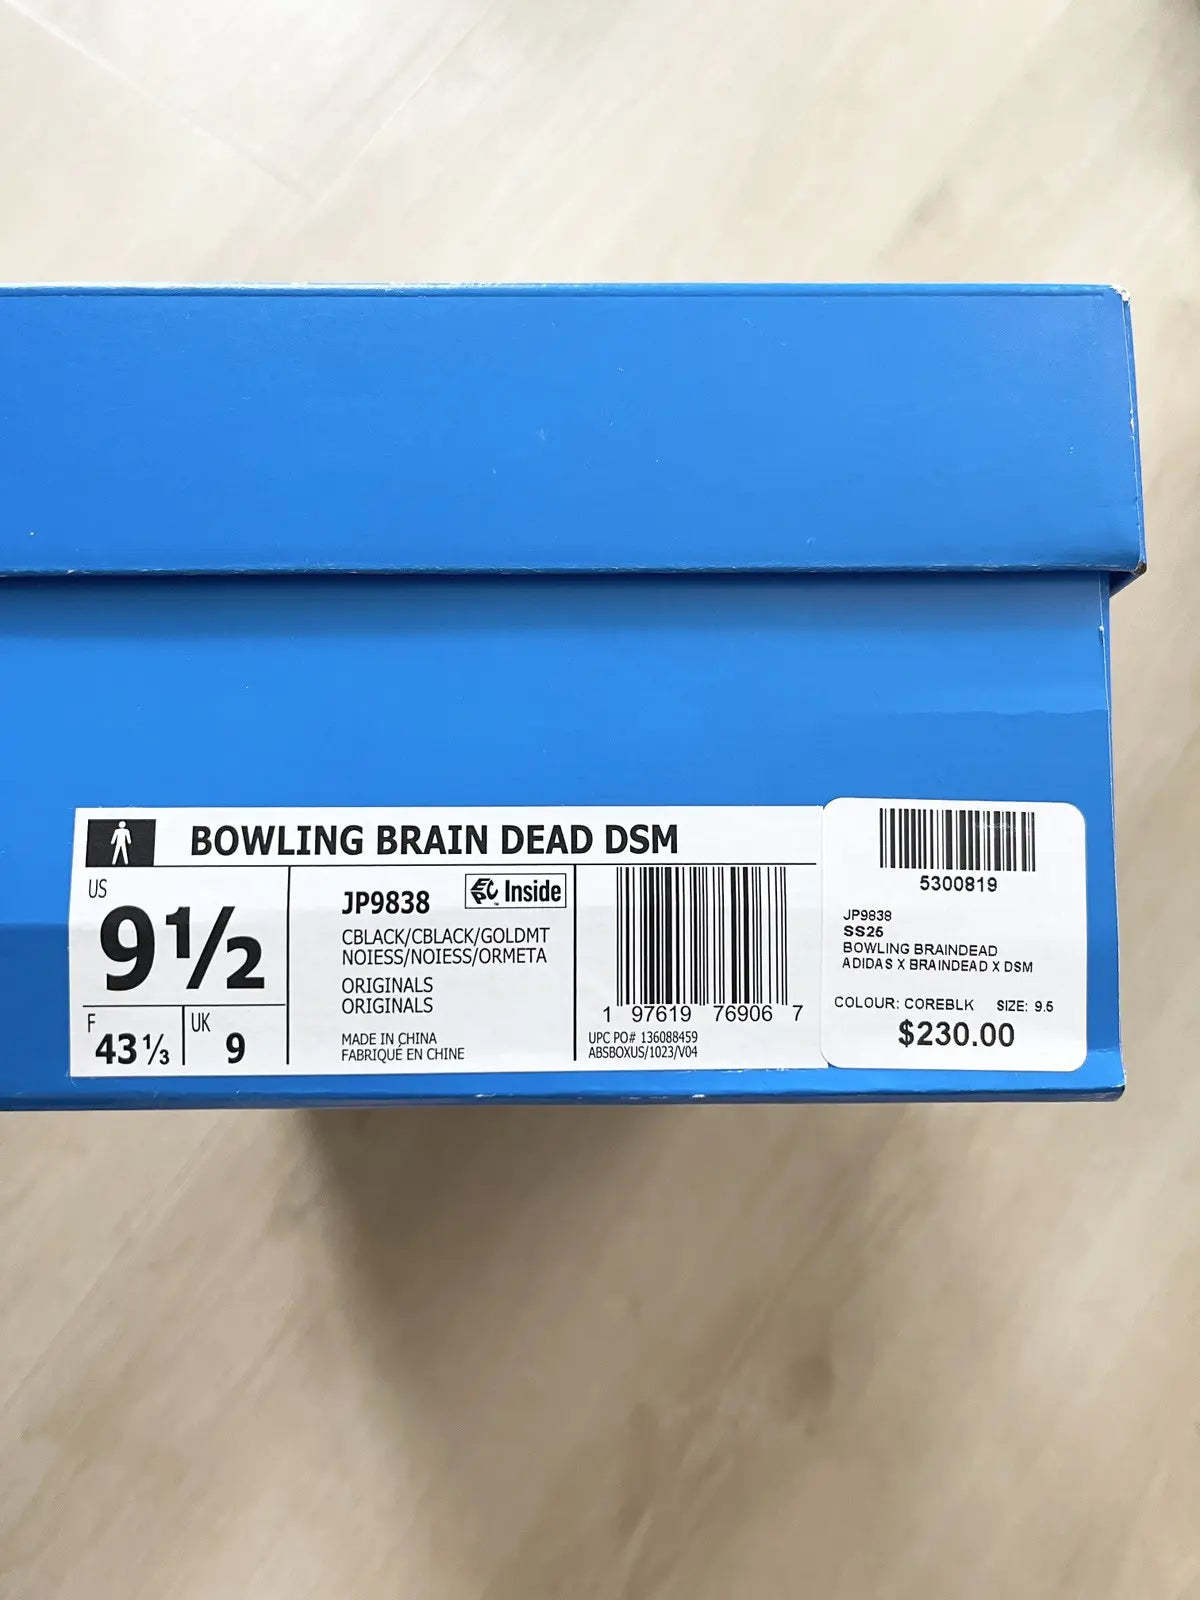 BOWLING BRAIN DEAD DSM
US
9½
F
43 ⅓
UK
9
JP9838
Inside
CBLACK/CBLACK/GOLDMT
NOIESS/NOIESS/ORMETA
ORIGINALS
ORIGINALS
MADE IN CHINA
FABRIQUÉ EN CHINE
1 97619 76906 7
UPC PO# 136088459
ABSBOXUS/1023/V04
5300819
JP9838
SS25
BOWLING BRAINDEAD
ADIDAS X BRAINDEAD X DSM
COLOUR: COREBLK SIZE: 9.5
$230.00